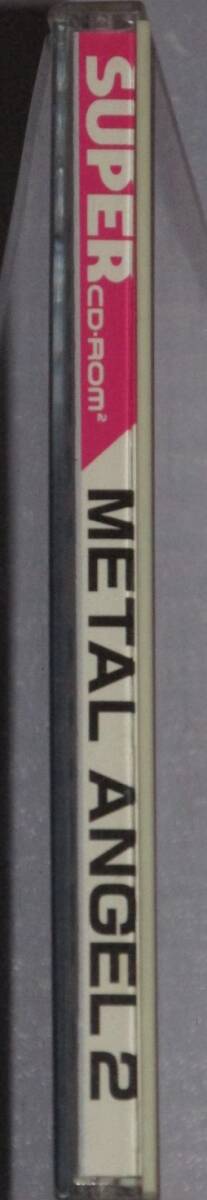 SUPER CD-ROM²
METAL ANGEL 2